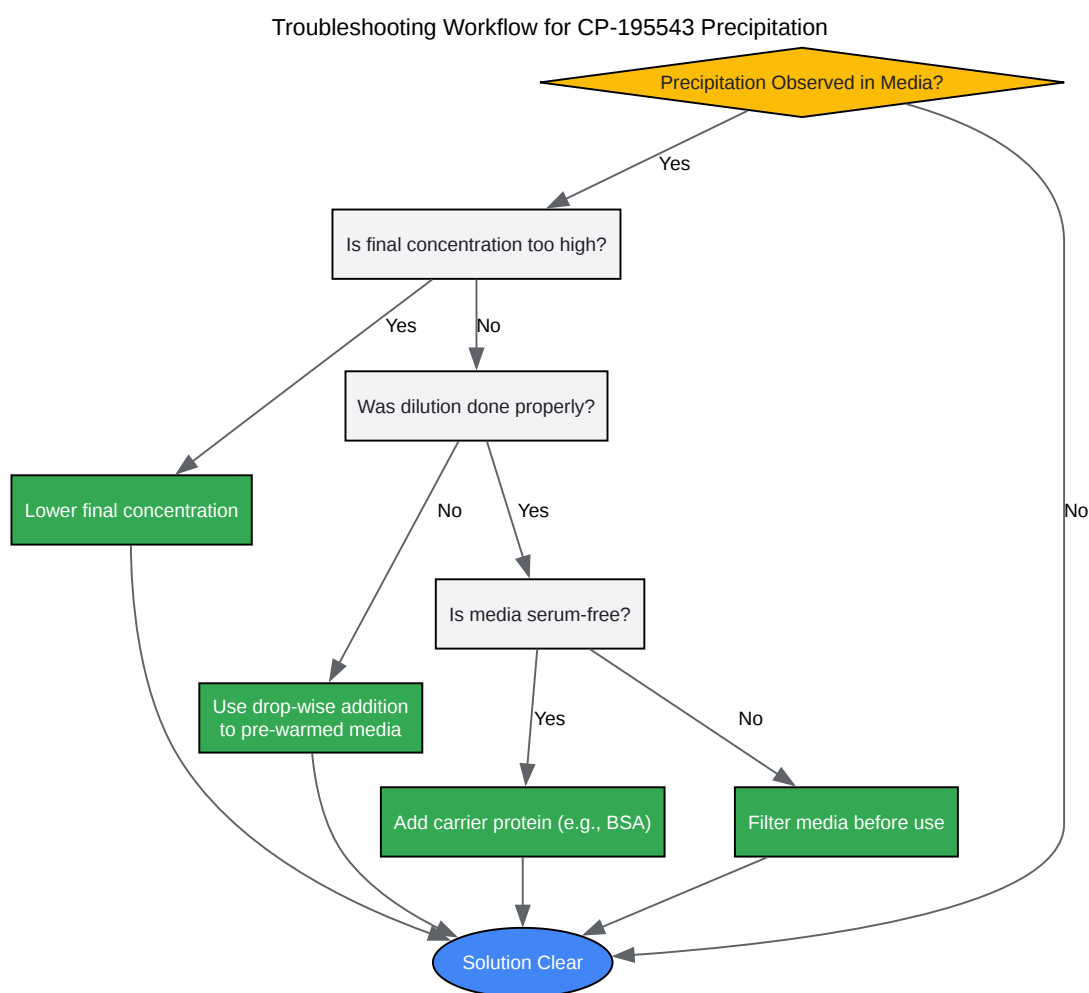 Troubleshooting Workflow for CP-195543 Precipitation
Precipitation Observed in Media?
Yes
Is final concentration too high?
Yes
No
Was dilution done properly?
Lower final concentration
No
Yes
No
Is media serum-free?
Use drop-wise addition
to pre-warmed media
Yes
No
Add carrier protein (e.g., BSA)
Filter media before use
Solution Clear